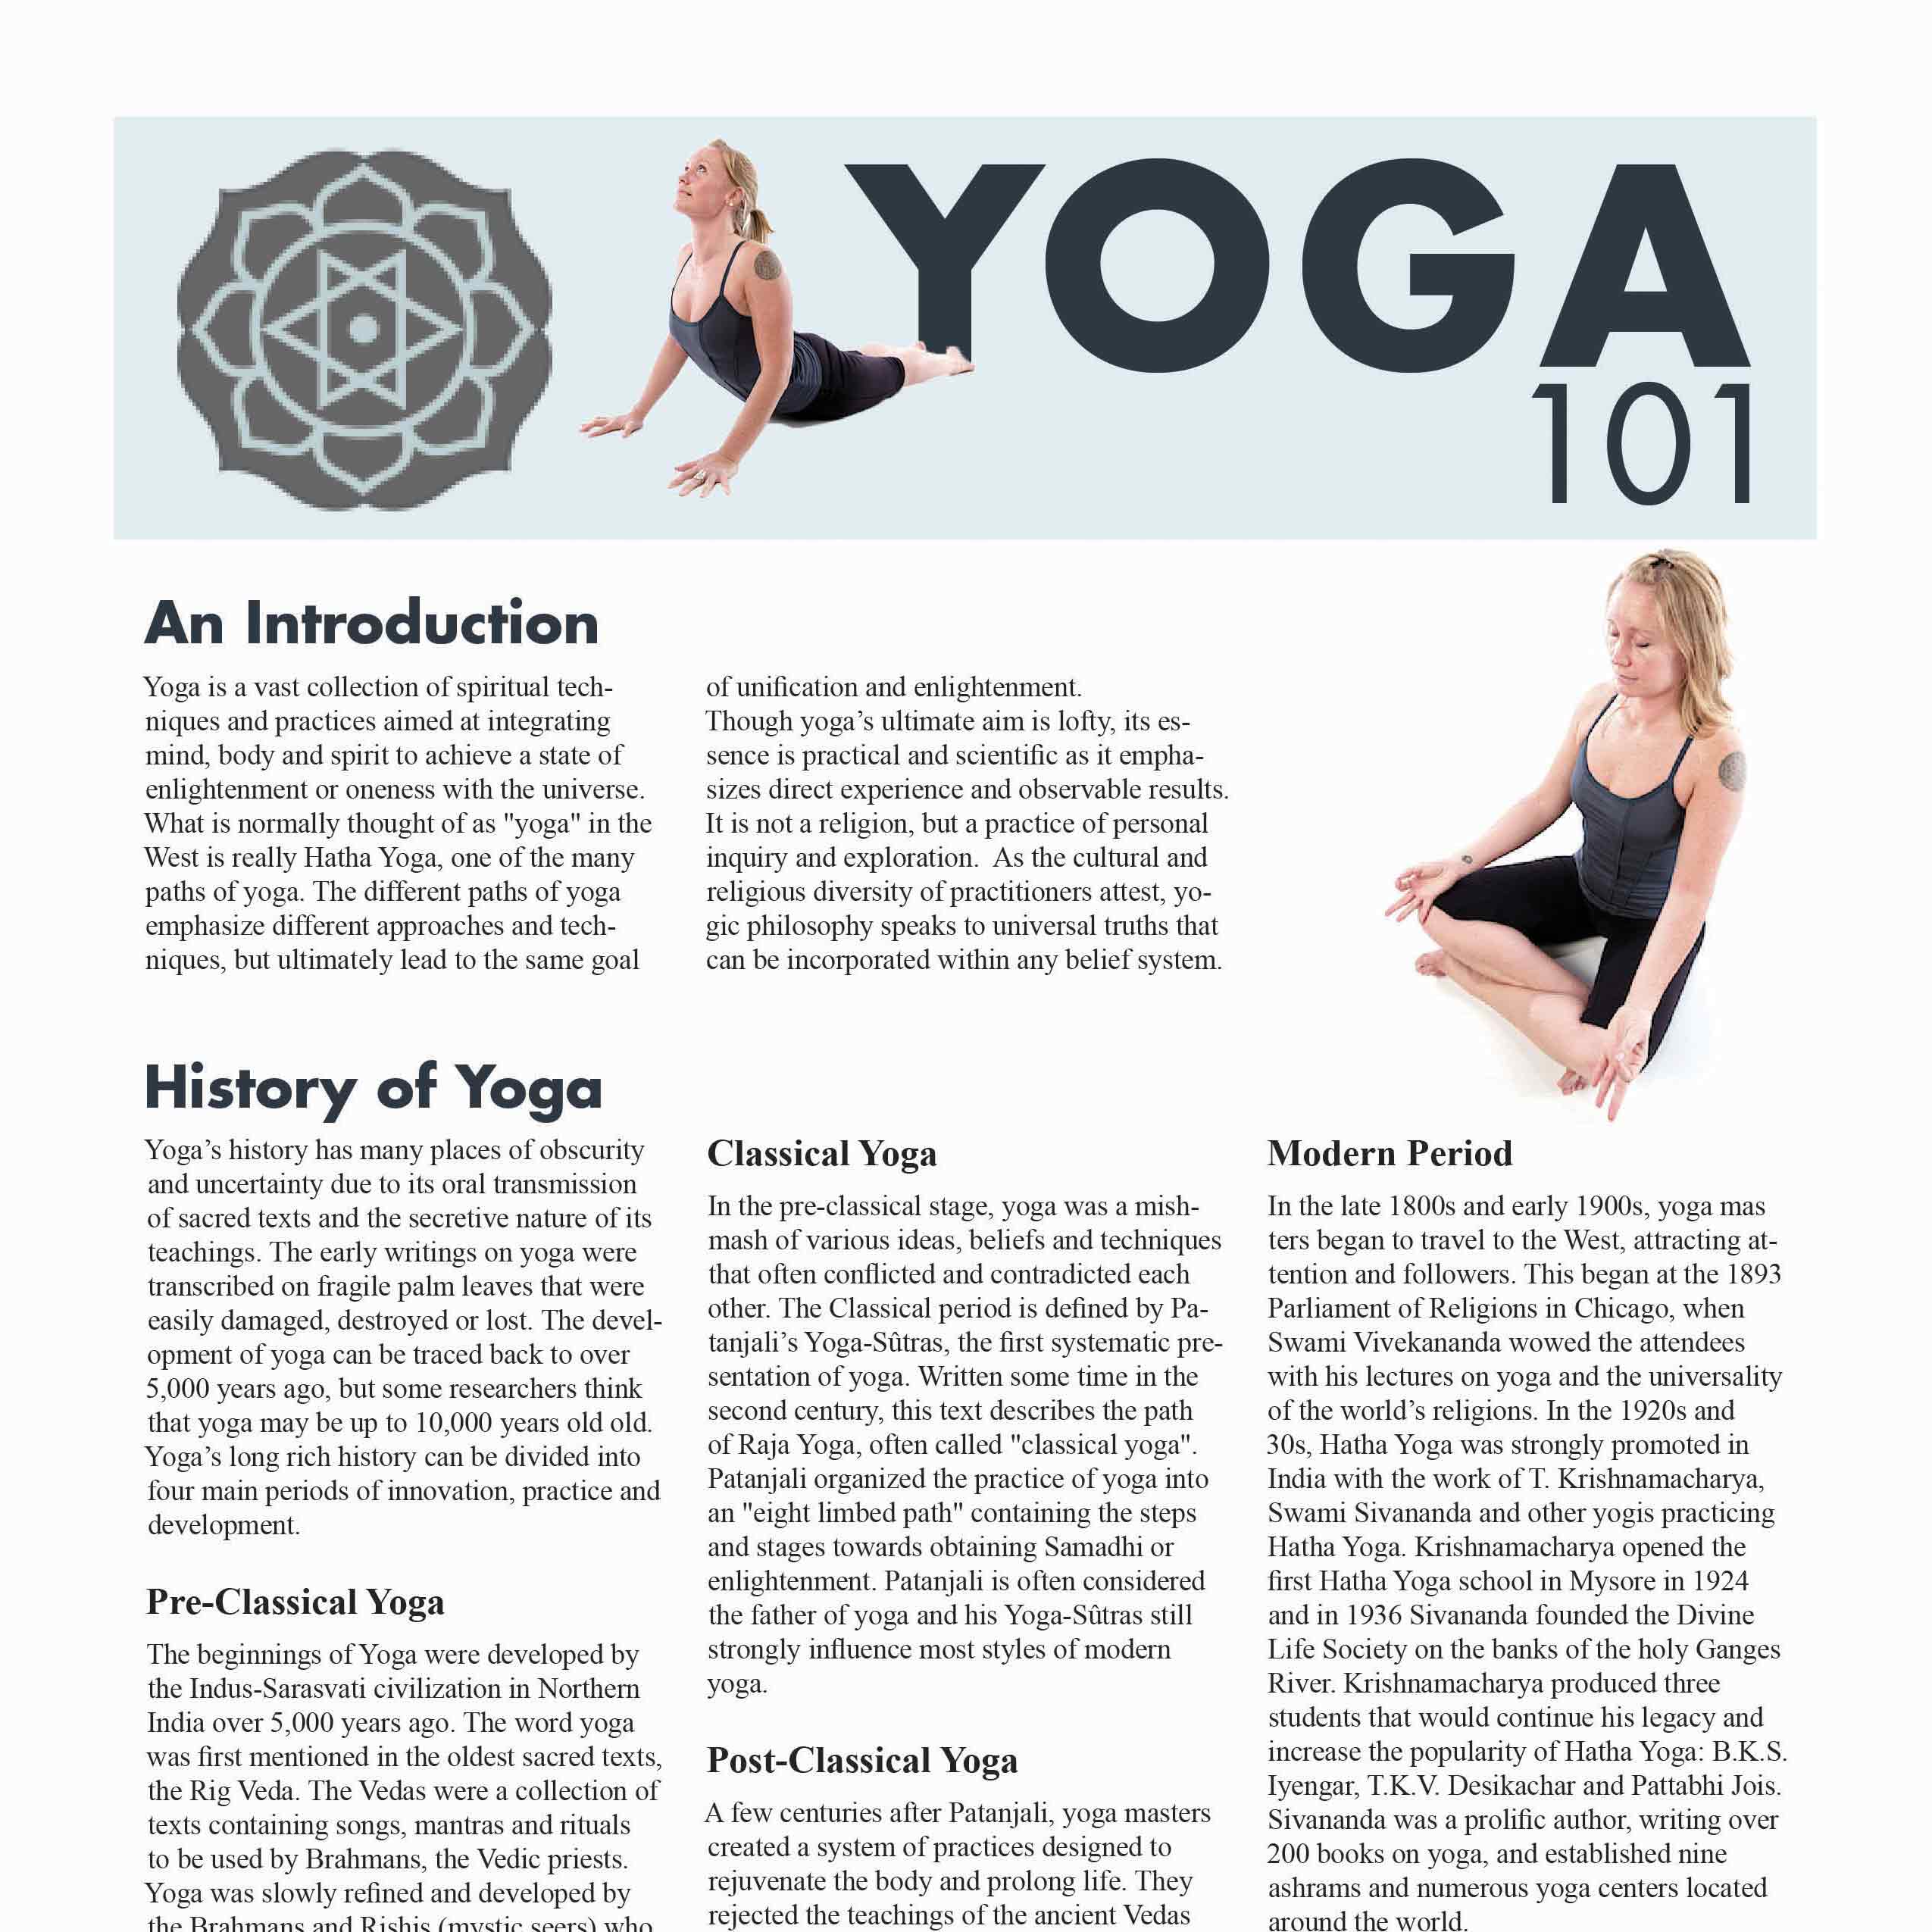 YOGA
101
An Introduction
Yoga is a vast collection of spiritual tech-
niques and practices aimed at integrating
mind, body and spirit to achieve a state of
enlightenment or oneness with the universe.
What is normally thought of as "yoga" in the
West is really Hatha Yoga, one of the many
paths of yoga. The different paths of yoga
emphasize different approaches and tech-
niques, but ultimately lead to the same goal
of unification and enlightenment.
Though yoga’s ultimate aim is lofty, its es-
sence is practical and scientific as it empha-
sizes direct experience and observable results.
It is not a religion, but a practice of personal
inquiry and exploration.  As the cultural and
religious diversity of practitioners attest, yo-
gic philosophy speaks to universal truths that
can be incorporated within any belief system.
History of Yoga
Yoga’s history has many places of obscurity
and uncertainty due to its oral transmission
of sacred texts and the secretive nature of its
teachings. The early writings on yoga were
transcribed on fragile palm leaves that were
easily damaged, destroyed or lost. The devel-
opment of yoga can be traced back to over
5,000 years ago, but some researchers think
that yoga may be up to 10,000 years old old.
Yoga’s long rich history can be divided into
four main periods of innovation, practice and
development.
Pre-Classical Yoga
The beginnings of Yoga were developed by
the Indus-Sarasvati civilization in Northern
India over 5,000 years ago. The word yoga
was first mentioned in the oldest sacred texts,
the Rig Veda. The Vedas were a collection of
texts containing songs, mantras and rituals
to be used by Brahmans, the Vedic priests.
Yoga was slowly refined and developed by
the Brahmans and Rishis (mystic seers) who
Classical Yoga
In the pre-classical stage, yoga was a mish-
mash of various ideas, beliefs and techniques
that often conflicted and contradicted each
other. The Classical period is defined by Pa-
tanjali’s Yoga-Sûtras, the first systematic pre-
sentation of yoga. Written some time in the
second century, this text describes the path
of Raja Yoga, often called "classical yoga".
Patanjali organized the practice of yoga into
an "eight limbed path" containing the steps
and stages towards obtaining Samadhi or
enlightenment. Patanjali is often considered
the father of yoga and his Yoga-Sûtras still
strongly influence most styles of modern
yoga.
Post-Classical Yoga
A few centuries after Patanjali, yoga masters
created a system of practices designed to
rejuvenate the body and prolong life. They
rejected the teachings of the ancient Vedas
Modern Period
In the late 1800s and early 1900s, yoga mas
ters began to travel to the West, attracting at-
tention and followers. This began at the 1893
Parliament of Religions in Chicago, when
Swami Vivekananda wowed the attendees
with his lectures on yoga and the universality
of the world’s religions. In the 1920s and
30s, Hatha Yoga was strongly promoted in
India with the work of T. Krishnamacharya,
Swami Sivananda and other yogis practicing
Hatha Yoga. Krishnamacharya opened the
first Hatha Yoga school in Mysore in 1924
and in 1936 Sivananda founded the Divine
Life Society on the banks of the holy Ganges
River. Krishnamacharya produced three
students that would continue his legacy and
increase the popularity of Hatha Yoga: B.K.S.
Iyengar, T.K.V. Desikachar and Pattabhi Jois.
Sivananda was a prolific author, writing over
200 books on yoga, and established nine
ashrams and numerous yoga centers located
around the world.